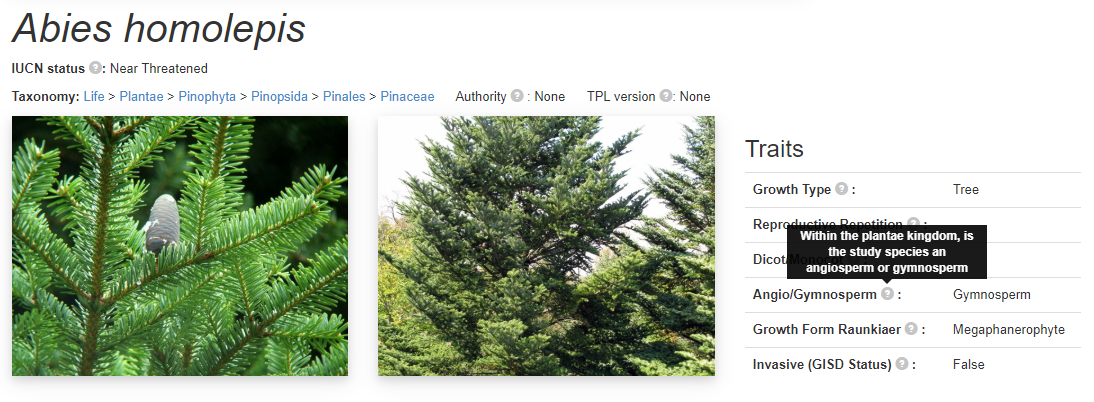 Abies homolepis
IUCN status ?: Near Threatened
Taxonomy: Life > Plantae > Pinophyta > Pinopsida > Pinales > Pinaceae Authority ? : None TPL version ?: None
Traits
Growth Type ? : Tree
Reproductive Repetition ? :
Within the plantae kingdom, is
the study species an
angiosperm or gymnosperm
Dicot/
Angio/Gymnosperm ? : Gymnosperm
Growth Form Raunkiaer ? : Megaphanerophyte
Invasive (GISD Status) ? : False